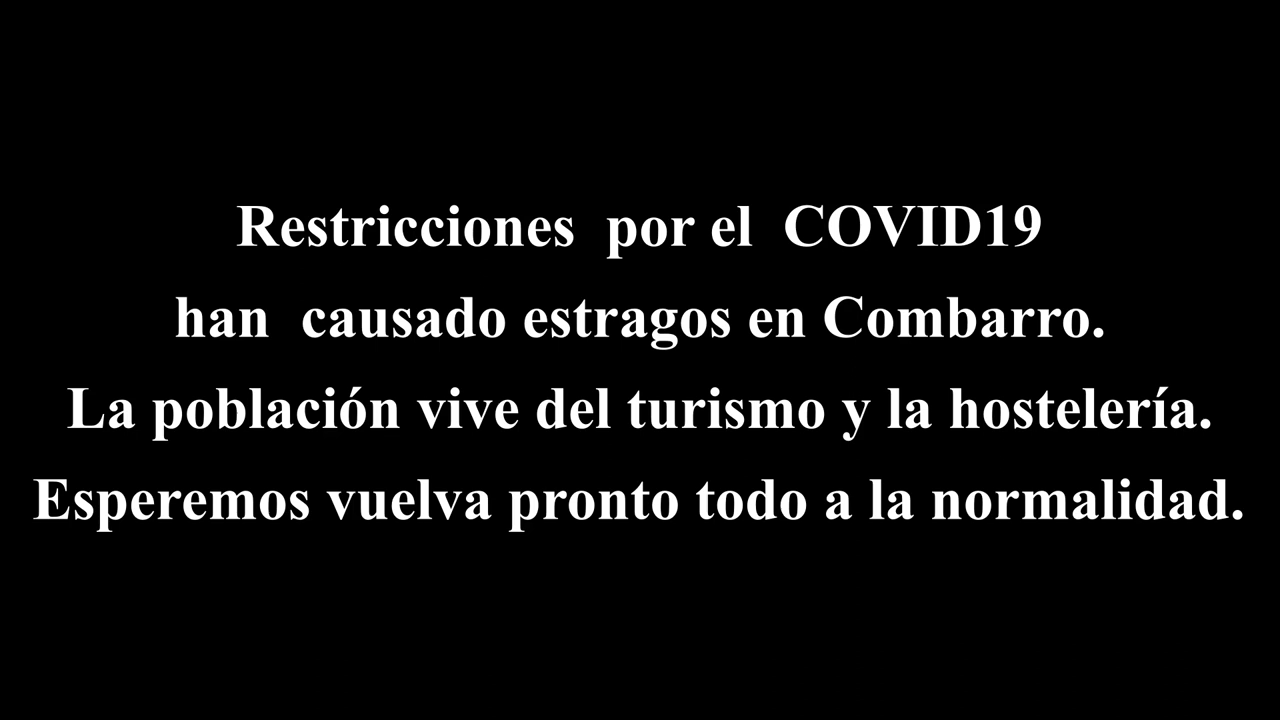 Restricciones por el COVID19
han causado estragos en Combarro.
La población vive del turismo y la hostelería.
Esperemos vuelva pronto todo a la normalidad.